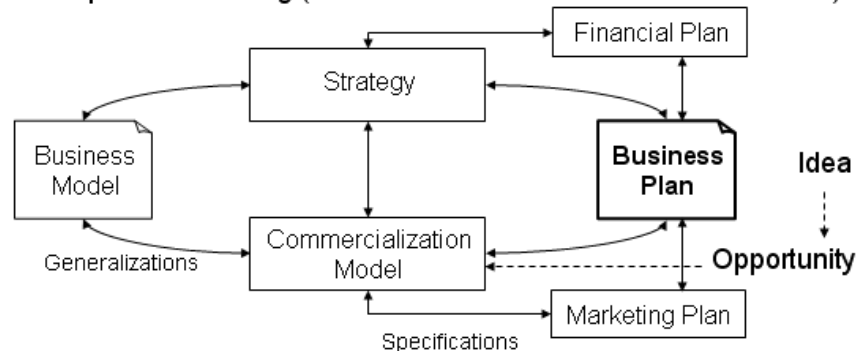 Financial Plan
Strategy
Business
Model
Business
Plan
Idea
Commercialization
Model
Generalizations
Opportunity
Marketing Plan
Specifications